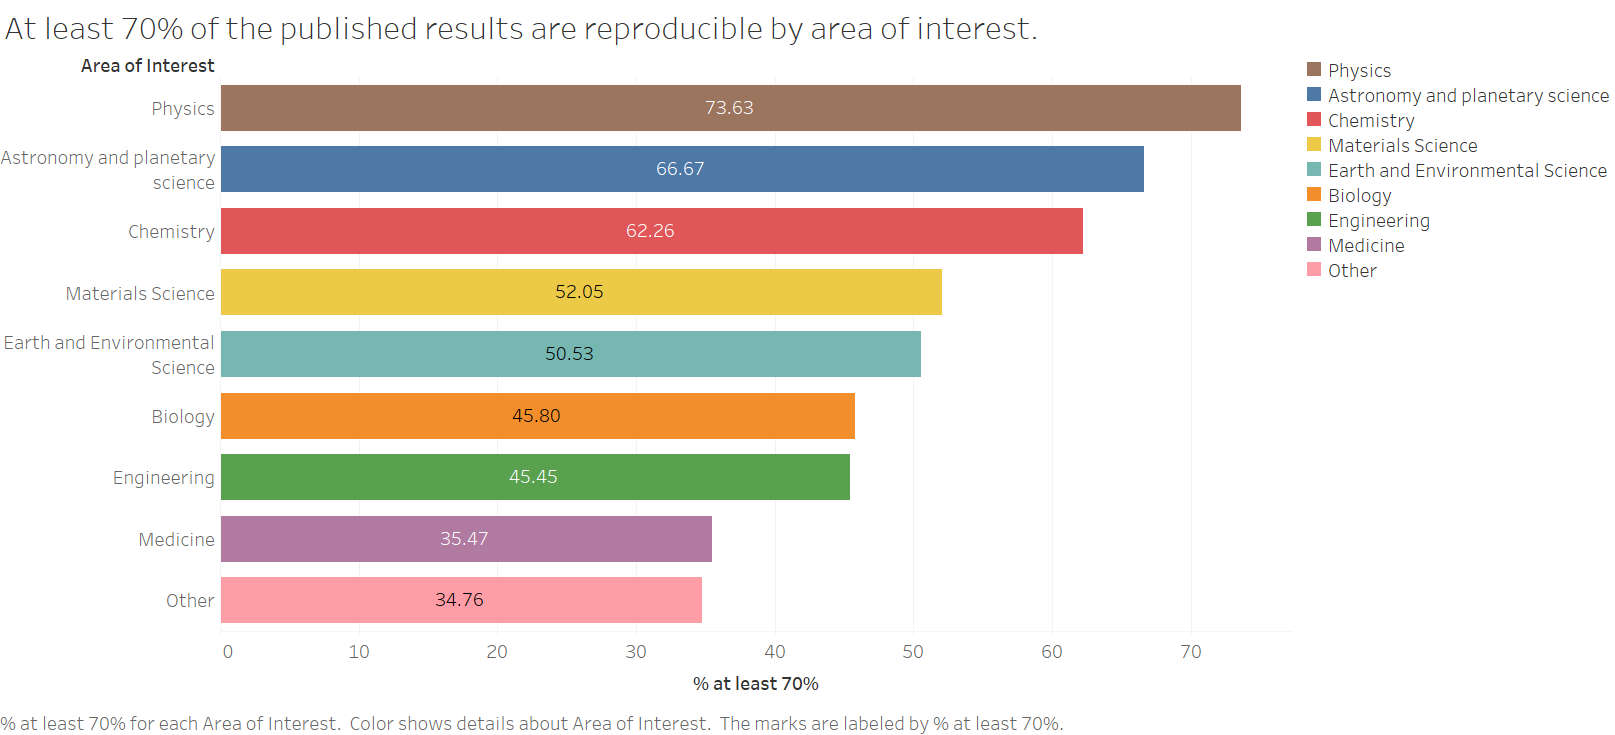 At least 70% of the published results are reproducible by area of interest.
Area of Interest
Physics
73.63
Astronomy and planetary
science
66.67
Chemistry
62.26
Materials Science
52.05
Earth and Environmental
Science
50.53
Biology
45.80
Engineering
45.45
Medicine
35.47
Other
34.76
0 10 20 30 40 50 60 70
% at least 70%
Physics
Astronomy and planetary science
Chemistry
Materials Science
Earth and Environmental Science
Biology
Engineering
Medicine
Other
% at least 70% for each Area of Interest. Color shows details about Area of Interest. The marks are labeled by % at least 70%.